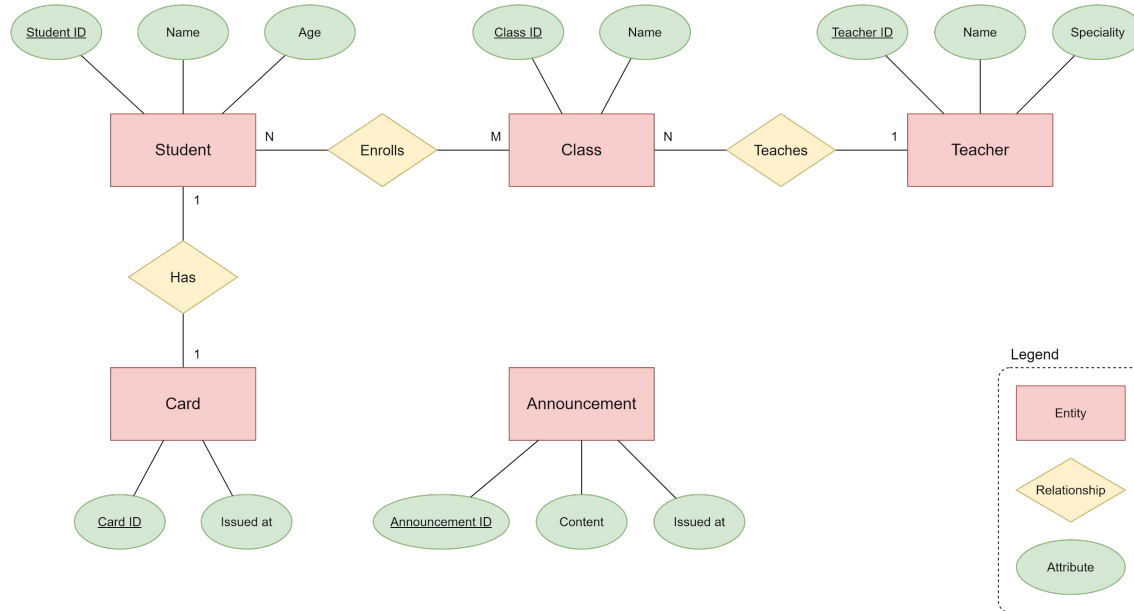 Student ID
Name
Age
Class ID
Name
Teacher ID
Name
Speciality
Student
N
Enrolls
M
Class
N
Teaches
1
Teacher
1
Has
1
Card
Announcement
Card ID
Issued at
Announcement ID
Content
Issued at
Legend
Entity
Relationship
Attribute